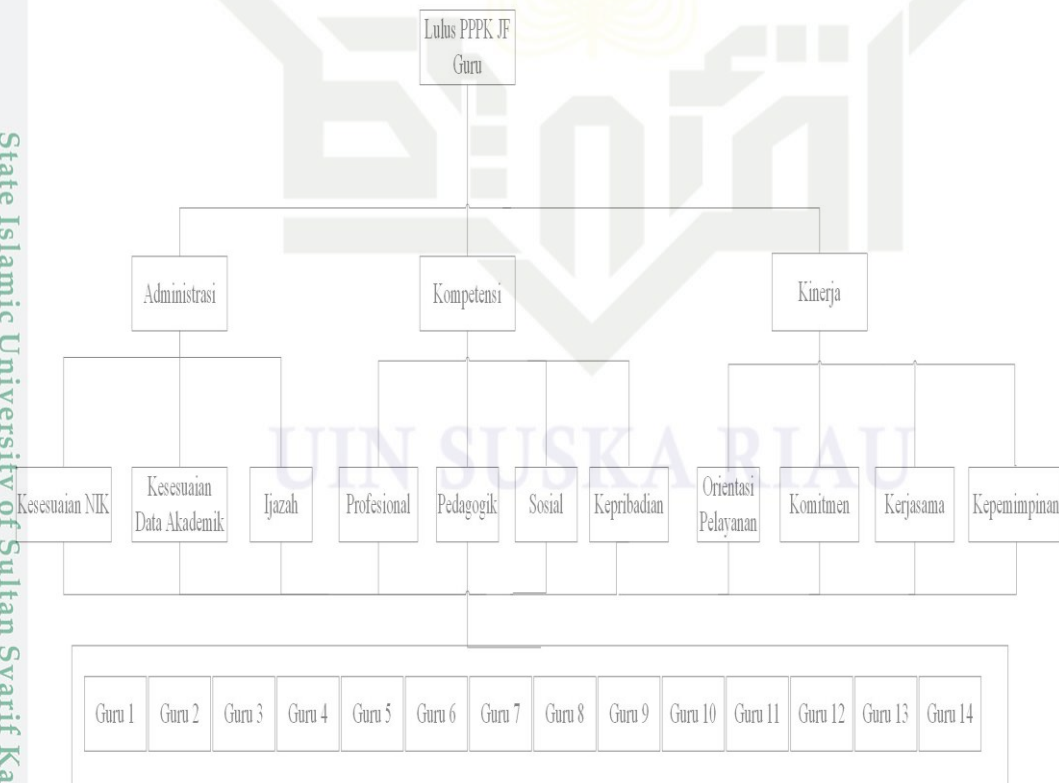 Lulus PPPK JF
Guru
Administrasi
Kompetensi
Kinerja
Kesesuaian NIK
Kesesuaian
Data Akademik
Ijazah
Profesional
Pedagogik
Sosial
Kepribadian
Orientasi
Pelayanan
Komitmen
Kerjasama
Kepemimpinan
Guru 1
Guru 2
Guru 3
Guru 4
Guru 5
Guru 6
Guru 7
Guru 8
Guru 9
Guru 10
Guru 11
Guru 12
Guru 13
Guru 14
UIN SUSKA RIAU
State Islamic University of Sultan Syarif Ka